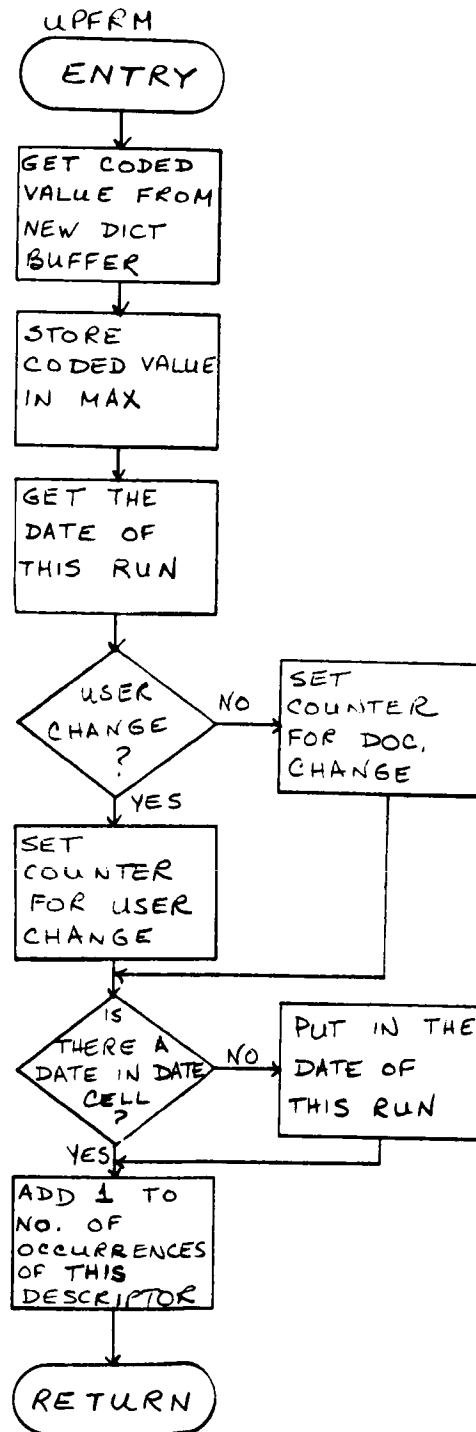 UPFRM
ENTRY
GET CODED
VALUE FROM
NEW DICT
BUFFER
STORE
CODED VALUE
IN MAX
GET THE
DATE OF
THIS RUN
USER
CHANGE
?
NO
SET
COUNTER
FOR DOC.
CHANGE
YES
SET
COUNTER
FOR USER
CHANGE
IS
THERE A
DATE IN DATE
CELL
?
NO
PUT IN THE
DATE OF
THIS RUN
YES
ADD 1 TO
NO. OF
OCCURRENCES
OF THIS
DESCRIPTOR
RETURN